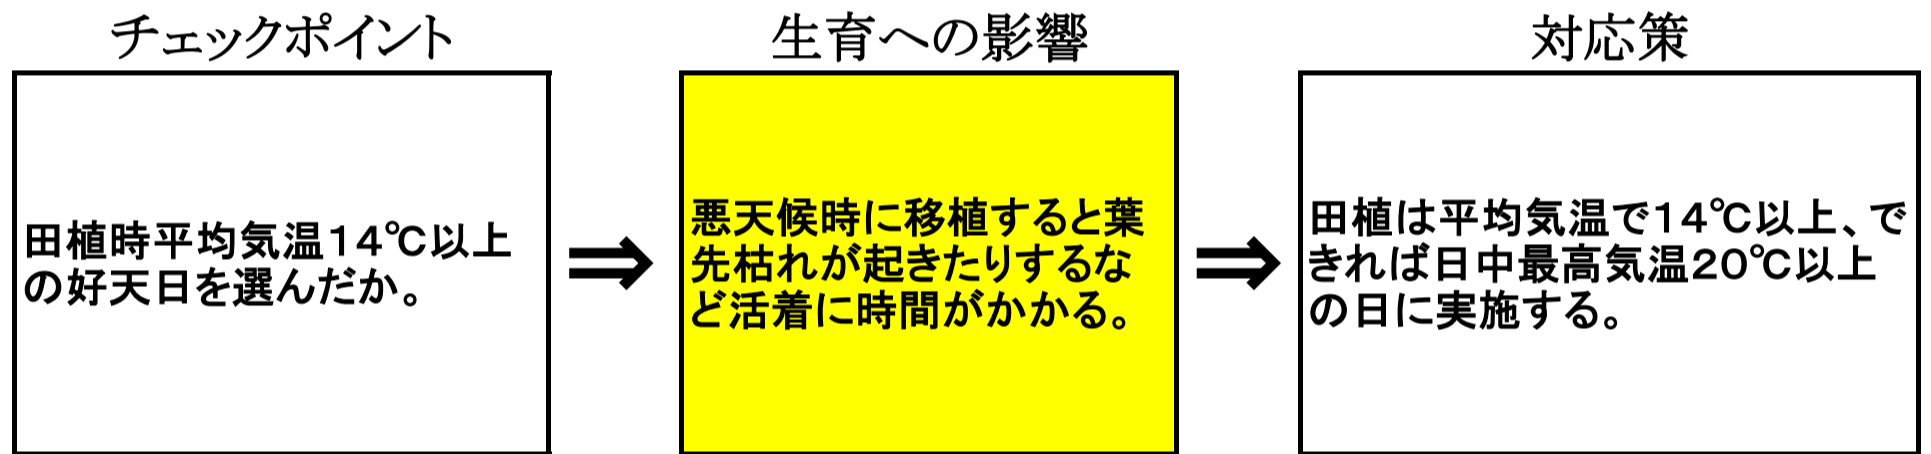 チェックポイント
生育への影響
対応策
田植時平均気温14℃以上
の好天日を選んだか。
⇒
悪天候時に移植すると葉
先枯れが起きたりするな
ど活着に時間がかかる。
⇒
田植は平均気温で14℃以上、で
きれば日中最高気温20℃以上
の日に実施する。